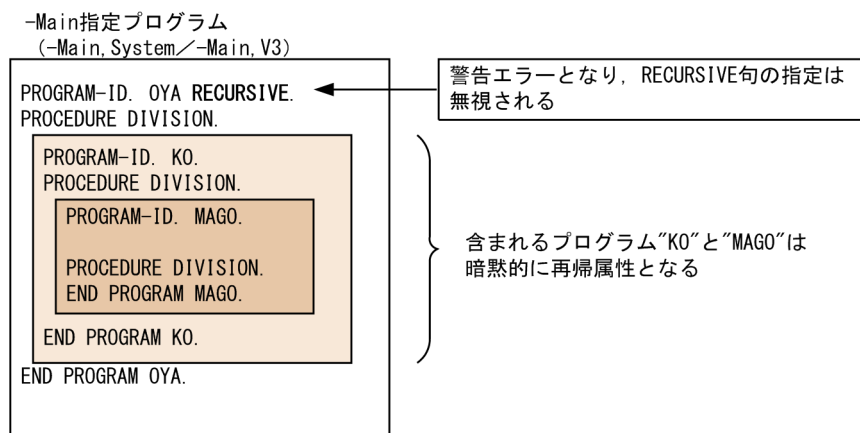 -Main指定プログラム
(-Main,System／-Main,V3)
PROGRAM-ID. OYA RECURSIVE.
PROCEDURE DIVISION.
警告エラーとなり，RECURSIVE句の指定は
無視される
PROGRAM-ID. KO.
PROCEDURE DIVISION.
PROGRAM-ID. MAGO.
PROCEDURE DIVISION.
END PROGRAM MAGO.
END PROGRAM KO.
END PROGRAM OYA.
含まれるプログラム"KO"と"MAGO"は
暗黙的に再帰属性となる